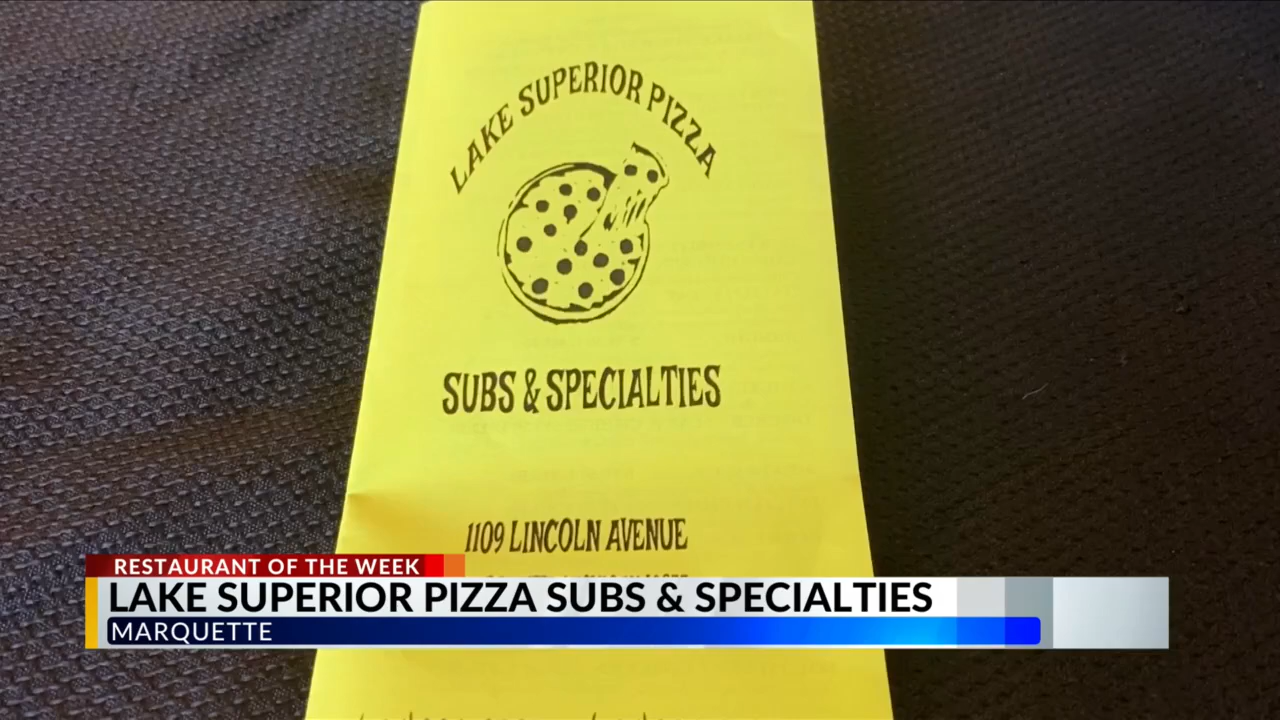 LAKE SUPERIOR PIZZA
SUBS & SPECIALTIES
1109 LINCOLN AVENUE
RESTAURANT OF THE WEEK
LAKE SUPERIOR PIZZA SUBS & SPECIALTIES
MARQUETTE